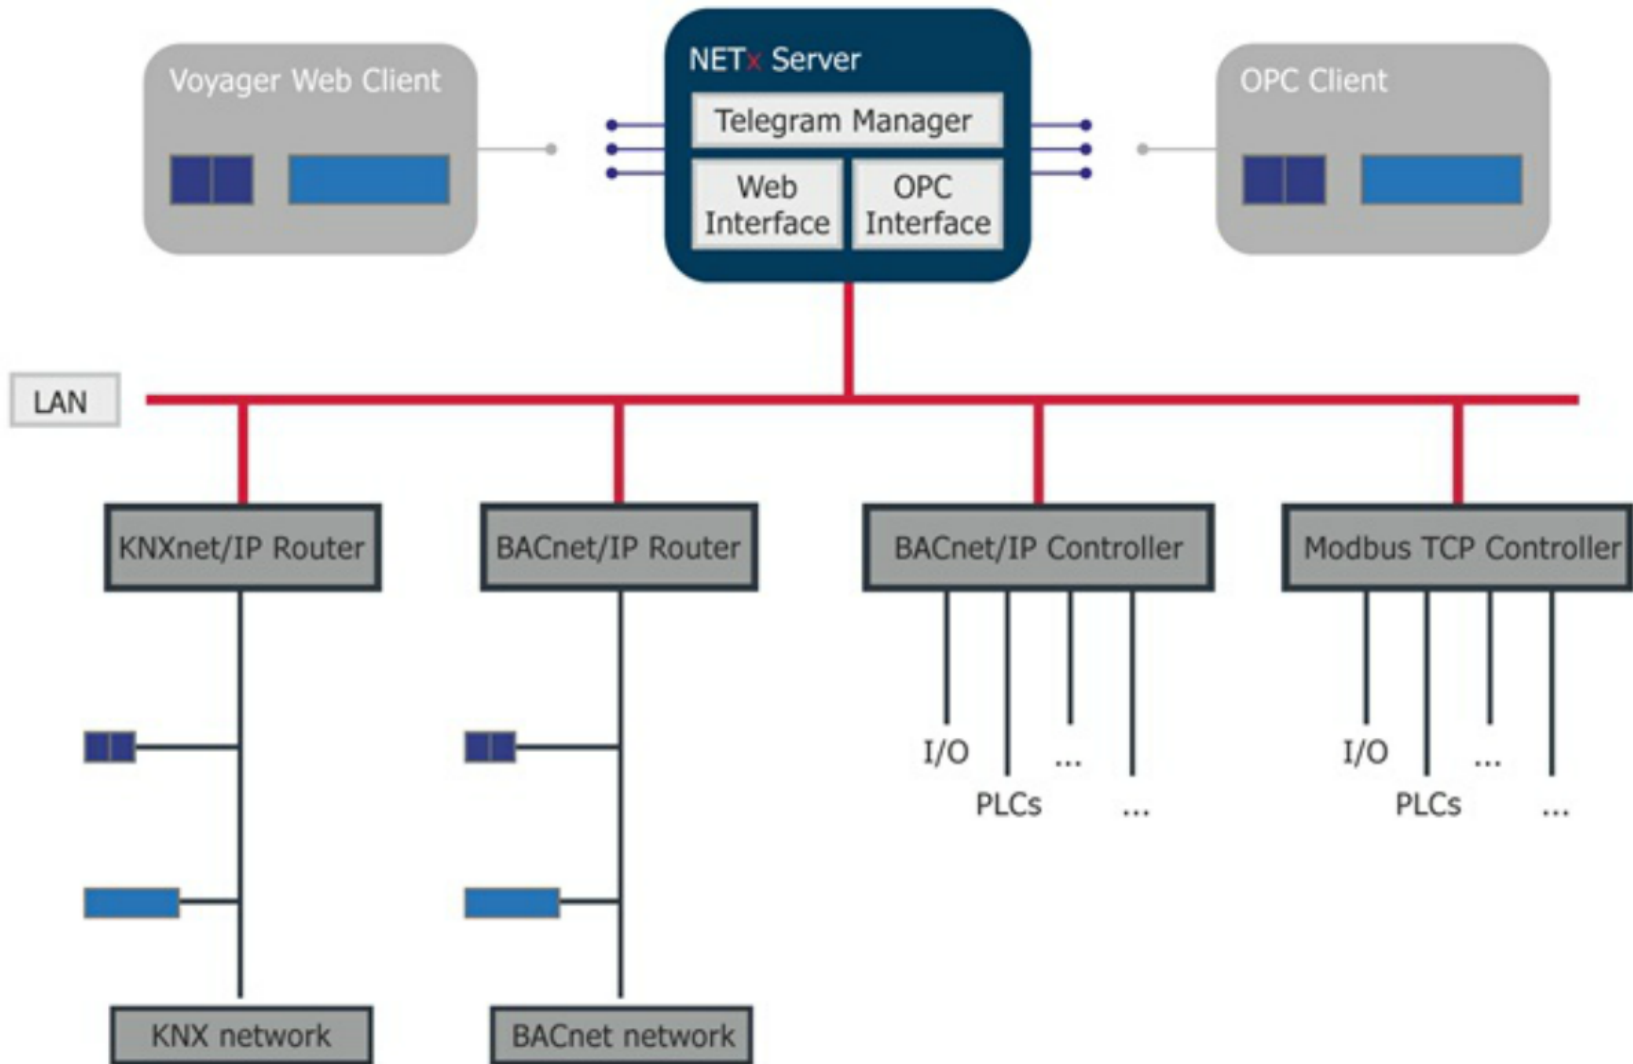 Voyager Web Client
NETx Server
OPC Client
Telegram Manager
Web
Interface
OPC
Interface
LAN
KNXnet/IP Router
BACnet/IP Router
BACnet/IP Controller
Modbus TCP Controller
I/O
...
PLCs
...
I/O
...
PLCs
...
KNX network
BACnet network